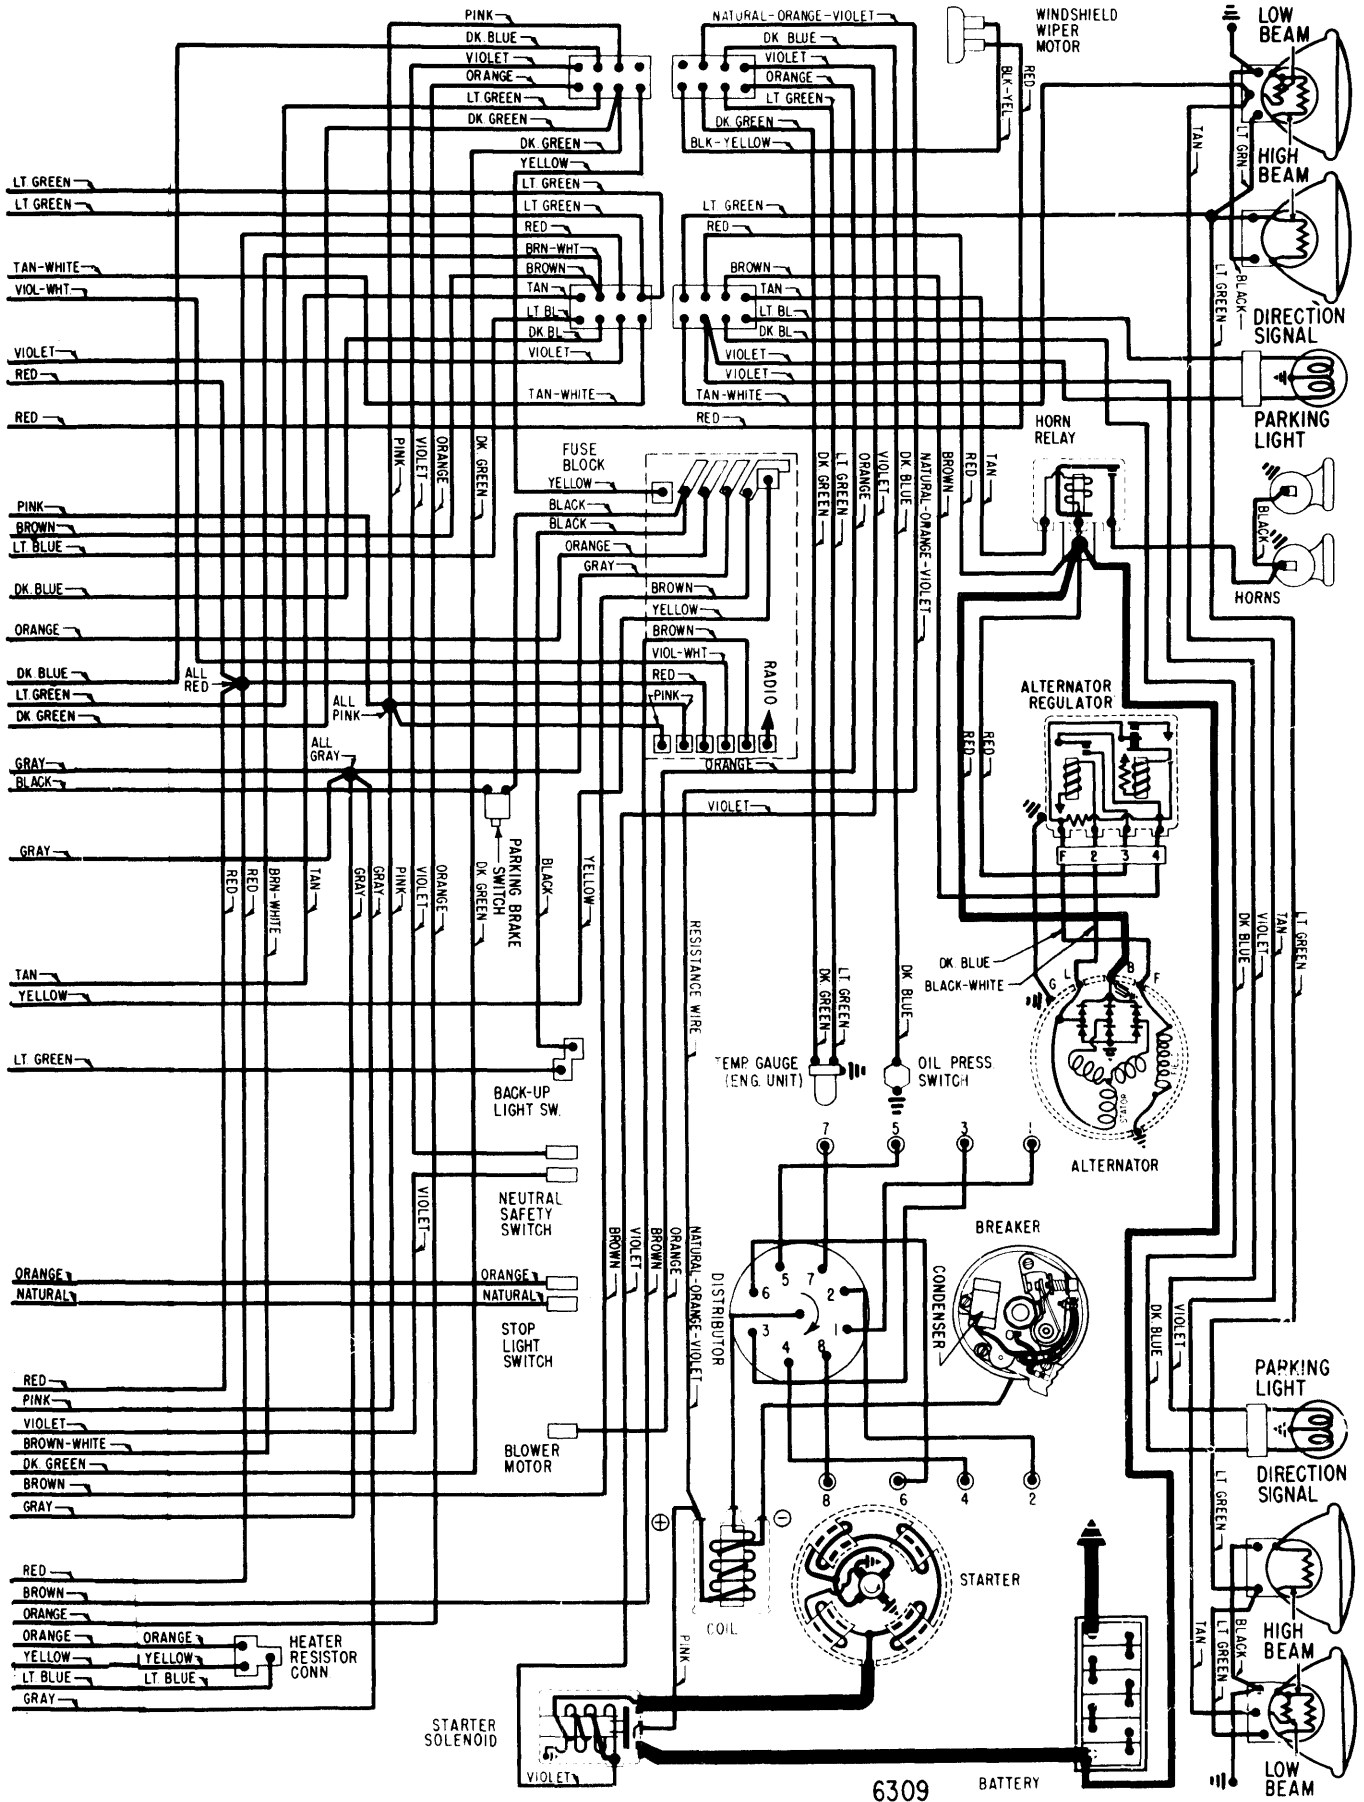 PINK
DK. BLUE
VIOLET
ORANGE
LT GREEN
DK. GREEN
DK. GREEN
YELLOW
LT GREEN
LT GREEN
RED
BRN-WHT
BROWN
TAN
LT BL
DK BL
VIOLET
TAN-WHITE
NATURAL-ORANGE-VIOLET
DK BLUE
VIOLET
ORANGE
LT GREEN
DK GREEN
BLK-YELLOW
LT GREEN
RED
BROWN
TAN
LT BL
DK BL
VIOLET
VIOLET
TAN-WHITE
RED
WINDSHIELD
WIPER
MOTOR
BLK-YEL
RED
LOW
BEAM
HIGH
BEAM
TAN
LT GRN
LT GREEN
BLACK
DIRECTION
SIGNAL
PARKING
LIGHT
LT GREEN
LT GREEN
TAN-WHITE
VIOL-WHT
VIOLET
RED
RED
PINK
BROWN
LT. BLUE
DK. BLUE
ORANGE
DK. BLUE
LT. GREEN
DK GREEN
GRAY
BLACK
GRAY
TAN
YELLOW
LT GREEN
ORANGE
NATURAL
RED
PINK
VIOLET
BROWN-WHITE
DK. GREEN
BROWN
GRAY
RED
BROWN
ORANGE
ORANGE
YELLOW
LT BLUE
GRAY
ORANGE
YELLOW
LT. BLUE
HEATER
RESISTOR
CONN
ALL
RED
ALL
PINK
ALL
GRAY
PINK
VIOLET
ORANGE
DK. GREEN
FUSE
BLOCK
YELLOW
BLACK
BLACK
ORANGE
GRAY
BROWN
YELLOW
BROWN
VIOL-WHT
RED
PINK
RADIO
ORANGE
VIOLET
DK. GREEN
LT GREEN
ORANGE
VIOLET
DK. BLUE
NATURAL-ORANGE-VIOLET
BROWN
RED
TAN
HORN
RELAY
BLACK
HORNS
ALTERNATOR
REGULATOR
RED
RED
F 2 3 4
RED
RED
BRN-WHITE
TAN
GRAY
GRAY
PINK
VIOLET
ORANGE
DK GREEN
PARKING BRAKE
SWITCH
BLACK
YELLOW
RESISTANCE WIRE
DK GREEN
LT GREEN
DK BLUE
DK BLUE
BLACK-WHITE
G
L
B
F
STATOR
ALTERNATOR
DK BLUE
VIOLET
TAN
LT GREEN
TEMP. GAUGE
(ENG. UNIT)
OIL PRESS
SWITCH
BACK-UP
LIGHT SW.
NEUTRAL
SAFETY
SWITCH
VIOLET
ORANGE
NATURAL
STOP
LIGHT
SWITCH
BLOWER
MOTOR
BROWN
VIOLET
BROWN
ORANGE
NATURAL-ORANGE-VIOLET
DISTRIBUTOR
7 5 3 1
5 7
6 2
3 1
4 8
8 6 4 2
BREAKER
CONDENSER
DK BLUE
VIOLET
PARKING
LIGHT
DIRECTION
SIGNAL
LT GREEN
HIGH
BEAM
TAN
LT GREEN
BLACK
LOW
BEAM
+
−
COIL
PINK
STARTER
STARTER
SOLENOID
VIOLET
BATTERY
6309